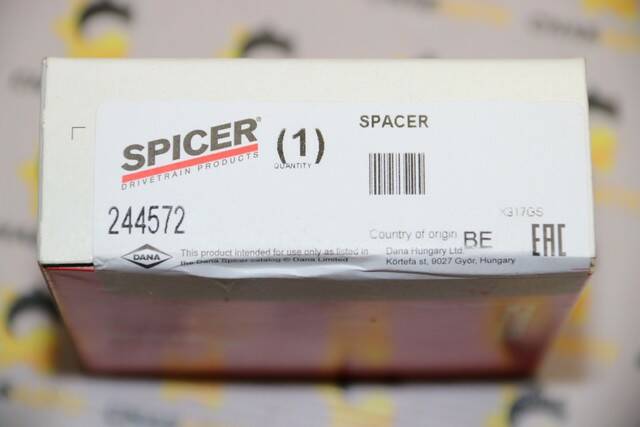 SPICER®
DRIVETRAIN PRODUCTS
(1)
QUANTITY
SPACER
244572
X317GS
Country of origin BE
EAC
DANA
This product intended for use only as listed in
the Dana Spicer catalog © Dana Limited
Dana Hungary Ltd.
Körtefa st, 9027 Győr, Hungary